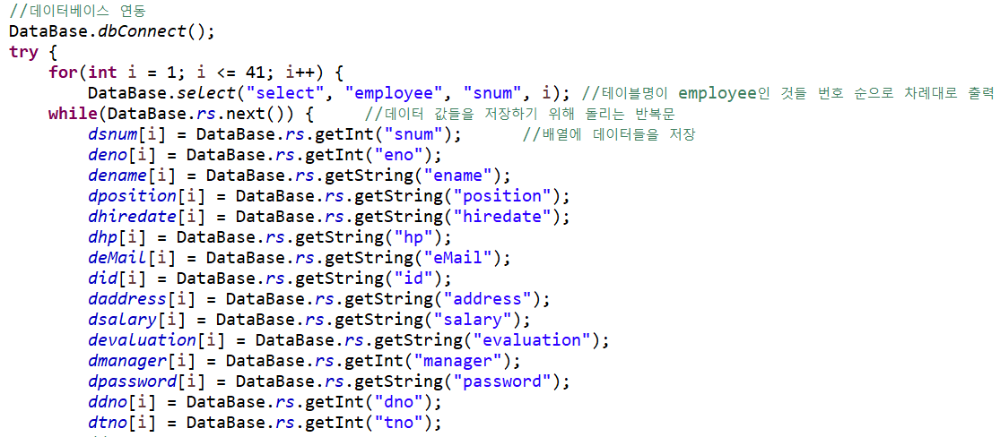 //데이터베이스 연동
DataBase.dbConnect();
try {
for(int i = 1; i <= 41; i++) {
DataBase.select("select", "employee", "snum", i); //테이블명이 employee인 것들 번호 순으로 차례대로 출력
while(DataBase.rs.next()) { //데이터 값들을 저장하기 위해 돌리는 반복문
dsnum[i] = DataBase.rs.getInt("snum"); //배열에 데이터들을 저장
deno[i] = DataBase.rs.getInt("eno");
dename[i] = DataBase.rs.getString("ename");
dposition[i] = DataBase.rs.getString("position");
dhiredate[i] = DataBase.rs.getString("hiredate");
dhp[i] = DataBase.rs.getString("hp");
deMail[i] = DataBase.rs.getString("eMail");
did[i] = DataBase.rs.getString("id");
daddress[i] = DataBase.rs.getString("address");
dsalary[i] = DataBase.rs.getString("salary");
devaluation[i] = DataBase.rs.getString("evaluation");
dmanager[i] = DataBase.rs.getInt("manager");
dpassword[i] = DataBase.rs.getString("password");
ddno[i] = DataBase.rs.getInt("dno");
dtno[i] = DataBase.rs.getInt("tno");